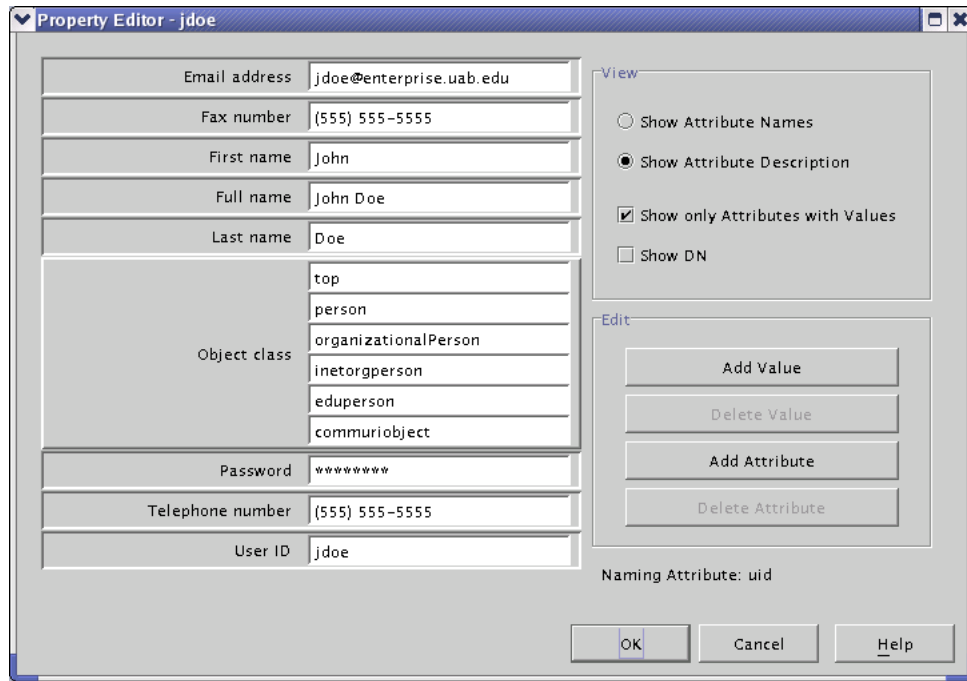 Property Editor - jdoe
Email address jdoe@enterprise.uab.edu
Fax number (555) 555-5555
First name John
Full name John Doe
Last name Doe
Object class top
person
organizationalPerson
inetorgperson
eduperson
commuriobject
Password ********
Telephone number (555) 555-5555
User ID jdoe
View
Show Attribute Names
Show Attribute Description
Show only Attributes with Values
Show DN
Edit
Add Value
Delete Value
Add Attribute
Delete Attribute
Naming Attribute: uid
OK Cancel Help